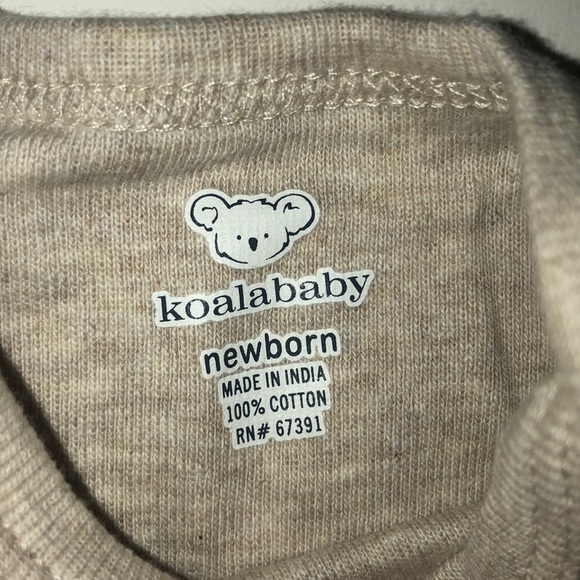 koalababy
newborn
MADE IN INDIA
100% COTTON
RN# 67391